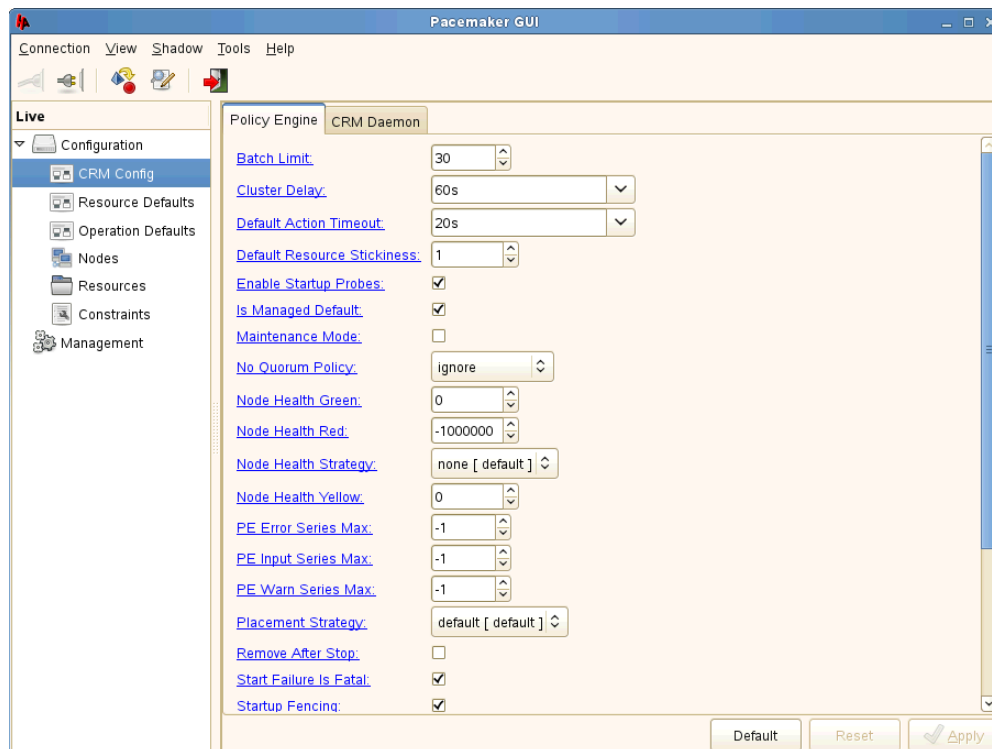 Pacemaker GUI
Connection View Shadow Tools Help
Live
Configuration
CRM Config
Resource Defaults
Operation Defaults
Nodes
Resources
Constraints
Management
Policy Engine
CRM Daemon
Batch Limit: 30
Cluster Delay: 60s
Default Action Timeout: 20s
Default Resource Stickiness: 1
Enable Startup Probes:
Is Managed Default:
Maintenance Mode:
No Quorum Policy: ignore
Node Health Green: 0
Node Health Red: -1000000
Node Health Strategy: none [ default ]
Node Health Yellow: 0
PE Error Series Max: -1
PE Input Series Max: -1
PE Warn Series Max: -1
Placement Strategy: default [ default ]
Remove After Stop:
Start Failure Is Fatal:
Startup Fencing:
Default Reset Apply